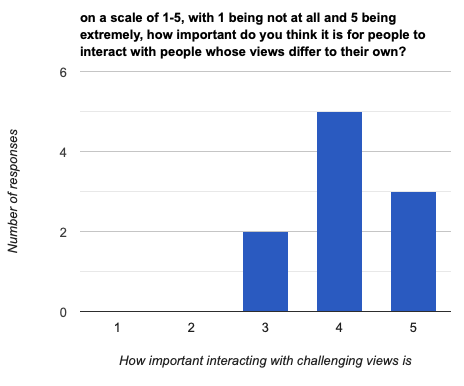 on a scale of 1-5, with 1 being not at all and 5 being
extremely, how important do you think it is for people to
interact with people whose views differ to their own?
6
4
2
0
Number of responses
1 2 3 4 5
How important interacting with challenging views is